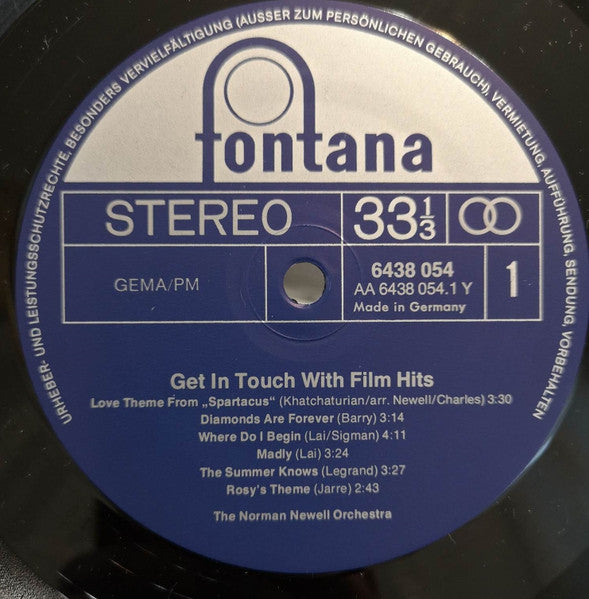 URHEBER- UND LEISTUNGSSCHUTZRECHTE, BESONDERS VERVIELFÄLTIGUNG (AUSSER ZUM PERSÖNLICHEN GEBRAUCH), VERMIETUNG, AUFFÜHRUNG, SENDUNG, VORBEHALTEN
fontana
STEREO 33 1/3
GEMA/PM
6438 054
AA 6438 054.1 Y
Made in Germany
1
Get In Touch With Film Hits
Love Theme From „Spartacus“ (Khatchaturian/arr. Newell/Charles) 3:30
Diamonds Are Forever (Barry) 3:14
Where Do I Begin (Lai/Sigman) 4:11
Madly (Lai) 3:24
The Summer Knows (Legrand) 3:27
Rosy's Theme (Jarre) 2:43
The Norman Newell Orchestra